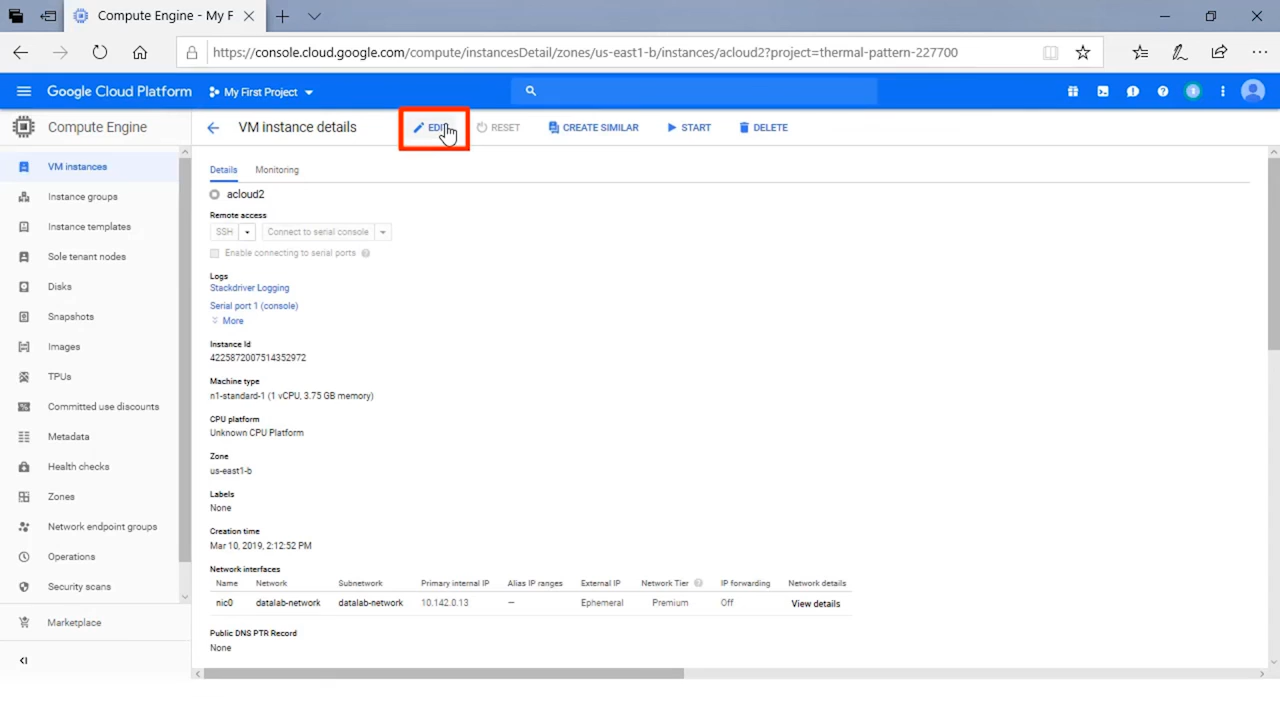 Compute Engine - My F
https://console.cloud.google.com/compute/instancesDetail/zones/us-east1-b/instances/acloud2?project=thermal-pattern-227700
Google Cloud Platform My First Project
Compute Engine VM instance details EDIT RESET CREATE SIMILAR START DELETE
VM instances
Instance groups
Instance templates
Sole tenant nodes
Disks
Snapshots
Images
TPUs
Committed use discounts
Metadata
Health checks
Zones
Network endpoint groups
Operations
Security scans
Marketplace
Details Monitoring
acloud2
Remote access
SSH Connect to serial console
Enable connecting to serial ports
Logs
Stackdriver Logging
Serial port 1 (console)
More
Instance Id
4225872007514352972
Machine type
n1-standard-1 (1 vCPU, 3.75 GB memory)
CPU platform
Unknown CPU Platform
Zone
us-east1-b
Labels
None
Creation time
Mar 10, 2019, 2:12:52 PM
Network interfaces
Name Network Subnetwork Primary internal IP Alias IP ranges External IP Network Tier IP forwarding Network details
nic0 datalab-network datalab-network 10.142.0.13 — Ephemeral Premium Off View details
Public DNS PTR Record
None